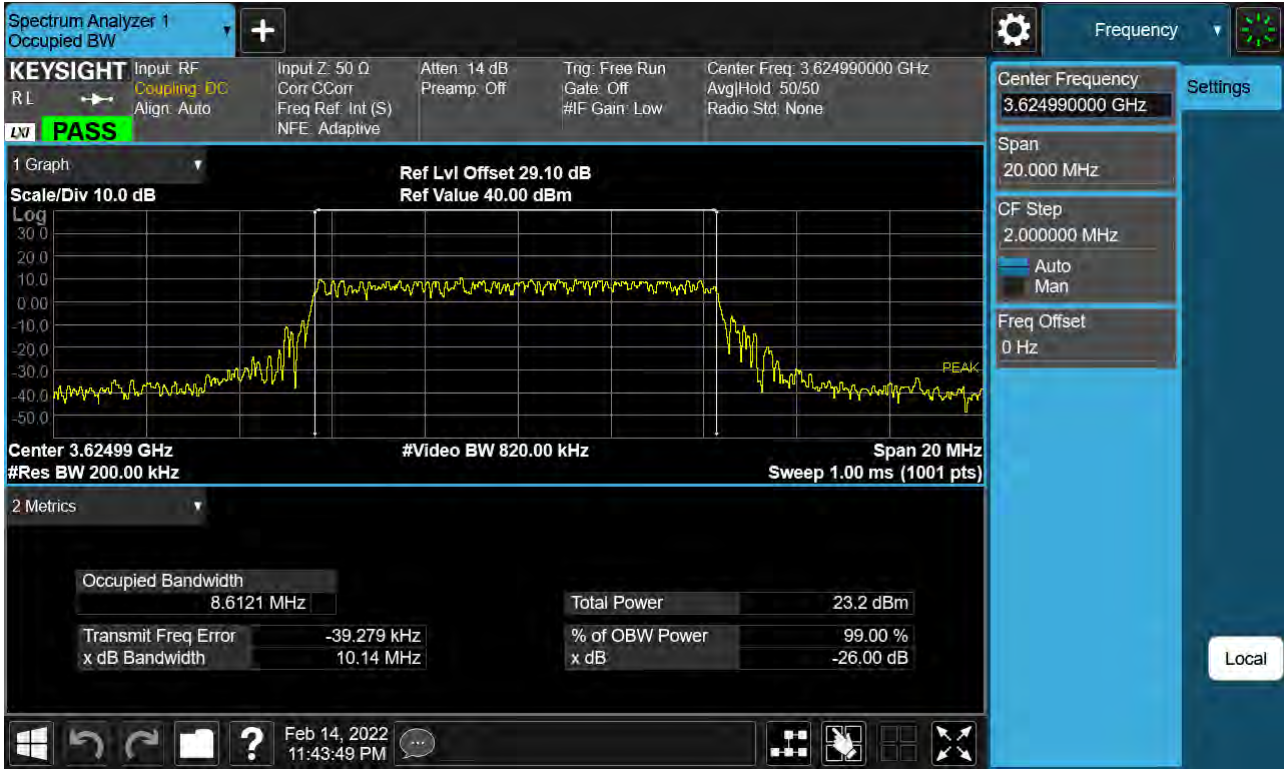 Spectrum Analyzer 1
Occupied BW
Frequency
KEYSIGHT
R L
LXI
PASS
Input: RF
Coupling: DC
Align: Auto
Input Z: 50 Ω
Corr CCorr
Freq Ref: Int (S)
NFE: Adaptive
Atten: 14 dB
Preamp: Off
Trig: Free Run
Gate: Off
#IF Gain: Low
Center Freq: 3.624990000 GHz
Avg|Hold: 50/50
Radio Std: None
Center Frequency
3.624990000 GHz
Settings
Span
20.000 MHz
CF Step
2.000000 MHz
Auto
Man
Freq Offset
0 Hz
Local
1 Graph
Scale/Div 10.0 dB
Ref Lvl Offset 29.10 dB
Ref Value 40.00 dBm
Log
30.0
20.0
10.0
0.00
-10.0
-20.0
-30.0
-40.0
-50.0
PEAK
Center 3.62499 GHz
#Video BW 820.00 kHz
Span 20 MHz
#Res BW 200.00 kHz
Sweep 1.00 ms (1001 pts)
2 Metrics
Occupied Bandwidth
8.6121 MHz
Total Power 23.2 dBm
Transmit Freq Error -39.279 kHz
% of OBW Power 99.00 %
x dB Bandwidth 10.14 MHz
x dB -26.00 dB
?
Feb 14, 2022
11:43:49 PM